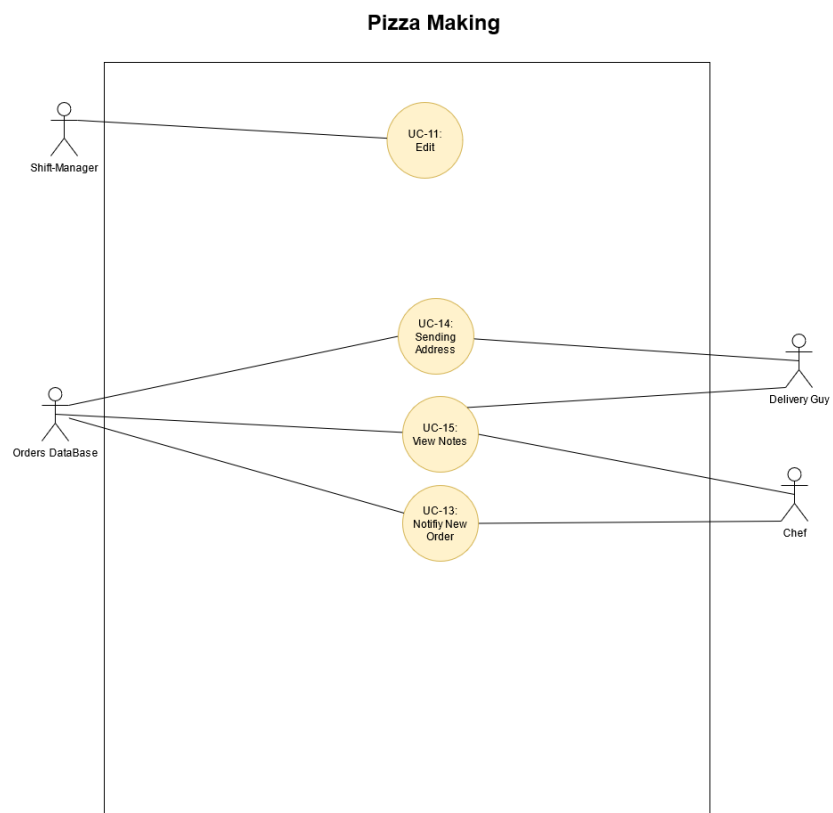 Pizza Making
UC-11:
Edit
Shift-Manager
UC-14:
Sending
Address
Delivery Guy
UC-15:
View Notes
Orders DataBase
UC-13:
Notifiy New
Order
Chef